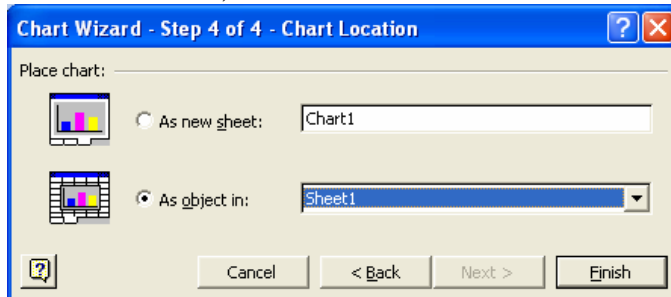 Chart Wizard - Step 4 of 4 - Chart Location
Place chart:
As new sheet: Chart1
As object in: Sheet1
Cancel < Back Next > Finish